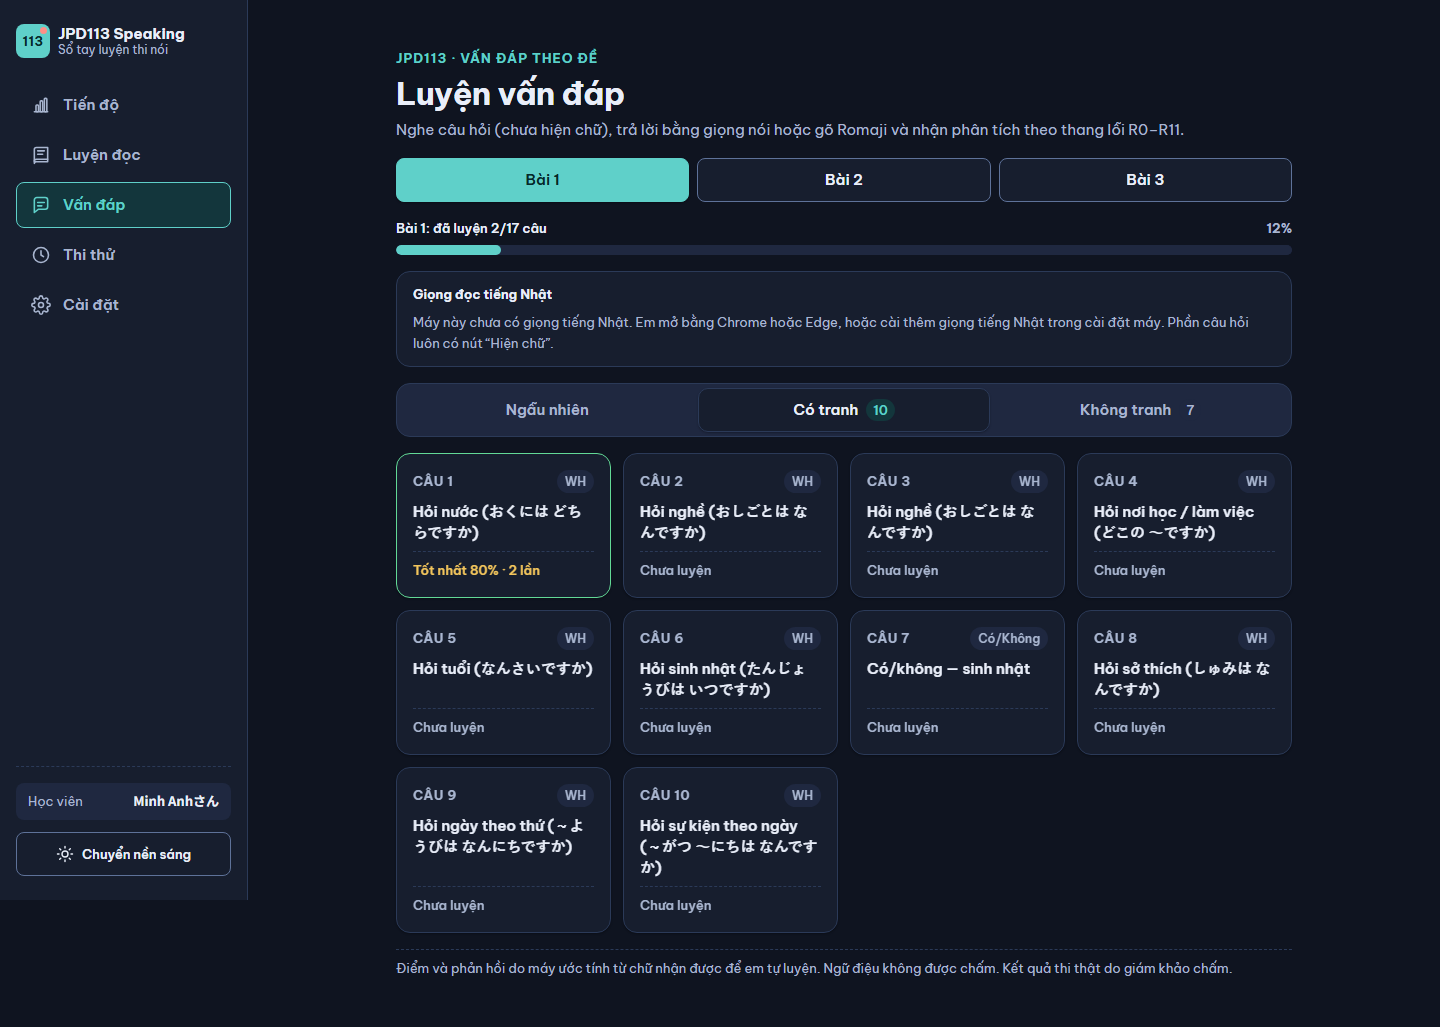 113
JPD113 Speaking
Sổ tay luyện thi nói
Tiến độ
Luyện đọc
Vấn đáp
Thi thử
Cài đặt
Học viên
Minh Anhさん
Chuyển nền sáng
JPD113 · VẤN ĐÁP THEO ĐỀ
Luyện vấn đáp
Nghe câu hỏi (chưa hiện chữ), trả lời bằng giọng nói hoặc gõ Romaji và nhận phân tích theo thang lỗi R0–R11.
Bài 1
Bài 2
Bài 3
Bài 1: đã luyện 2/17 câu
12%
Giọng đọc tiếng Nhật
Máy này chưa có giọng tiếng Nhật. Em mở bằng Chrome hoặc Edge, hoặc cài thêm giọng tiếng Nhật trong cài đặt máy. Phần câu hỏi
luôn có nút “Hiện chữ”.
Ngẫu nhiên
Có tranh 10
Không tranh 7
CÂU 1 WH
Hỏi nước (おくには どち
らですか)
Tốt nhất 80% · 2 lần
CÂU 2 WH
Hỏi nghề (おしごとは な
んですか)
Chưa luyện
CÂU 3 WH
Hỏi nghề (おしごとは な
んですか)
Chưa luyện
CÂU 4 WH
Hỏi nơi học / làm việc
(どこの ～ですか)
Chưa luyện
CÂU 5 WH
Hỏi tuổi (なんさいですか)
Chưa luyện
CÂU 6 WH
Hỏi sinh nhật (たんじょ
うびは いつですか)
Chưa luyện
CÂU 7 Có/Không
Có/không — sinh nhật
Chưa luyện
CÂU 8 WH
Hỏi sở thích (しゅみは な
んですか)
Chưa luyện
CÂU 9 WH
Hỏi ngày theo thứ (～よ
うびは なんにちですか)
Chưa luyện
CÂU 10 WH
Hỏi sự kiện theo ngày
(～がつ ～にちは なんです
か)
Chưa luyện
Điểm và phản hồi do máy ước tính từ chữ nhận được để em tự luyện. Ngữ điệu không được chấm. Kết quả thi thật do giám khảo chấm.